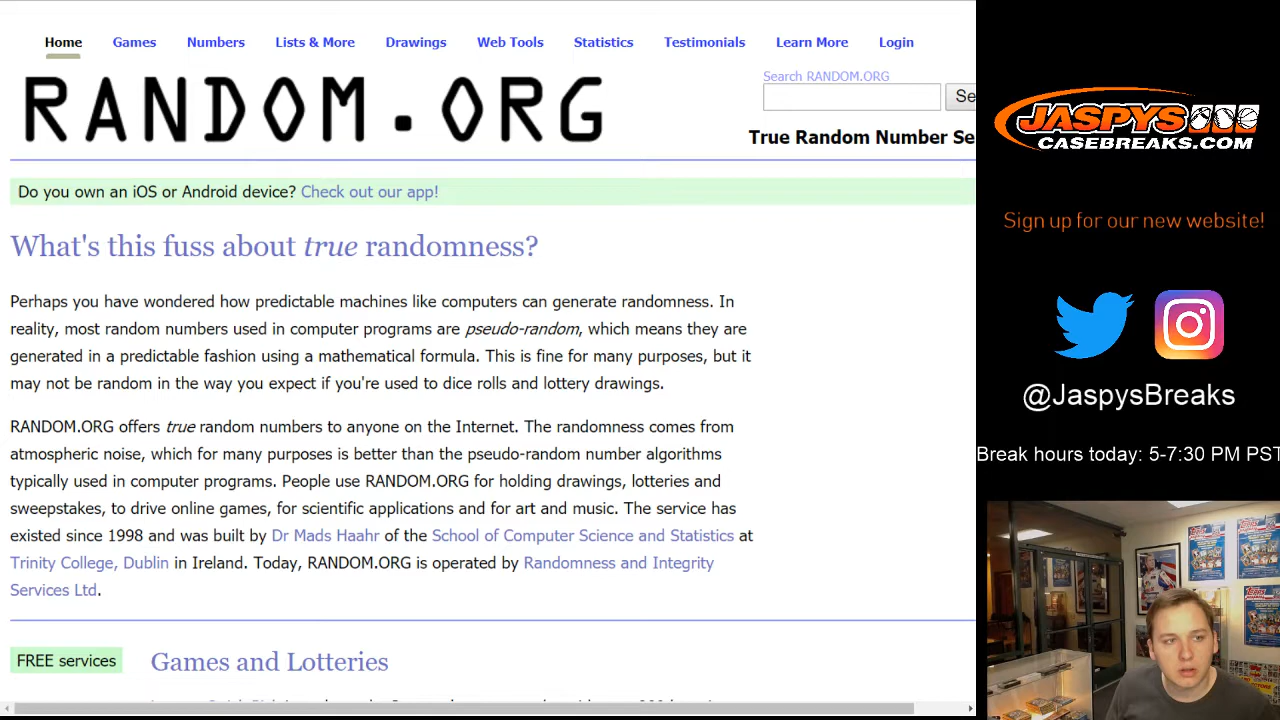 Home Games Numbers Lists & More Drawings Web Tools Statistics Testimonials Learn More Login
RANDOM.ORG
Search RANDOM.ORG
Se
True Random Number Se
Do you own an iOS or Android device? Check out our app!
What's this fuss about true randomness?
Perhaps you have wondered how predictable machines like computers can generate randomness. In
reality, most random numbers used in computer programs are pseudo-random, which means they are
generated in a predictable fashion using a mathematical formula. This is fine for many purposes, but it
may not be random in the way you expect if you're used to dice rolls and lottery drawings.
RANDOM.ORG offers true random numbers to anyone on the Internet. The randomness comes from
atmospheric noise, which for many purposes is better than the pseudo-random number algorithms
typically used in computer programs. People use RANDOM.ORG for holding drawings, lotteries and
sweepstakes, to drive online games, for scientific applications and for art and music. The service has
existed since 1998 and was built by Dr Mads Haahr of the School of Computer Science and Statistics at
Trinity College, Dublin in Ireland. Today, RANDOM.ORG is operated by Randomness and Integrity
Services Ltd.
FREE services
Games and Lotteries
JASPYS
CASEBREAKS.COM
Sign up for our new website!
@JaspysBreaks
Break hours today: 5-7:30 PM PST